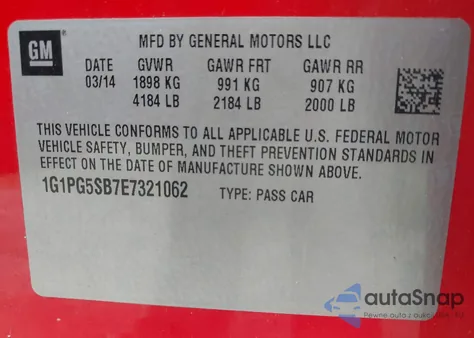 GM
MFD BY GENERAL MOTORS LLC
DATE GVWR GAWR FRT GAWR RR
03/14 1898 KG 991 KG 907 KG
4184 LB 2184 LB 2000 LB
THIS VEHICLE CONFORMS TO ALL APPLICABLE U.S. FEDERAL MOTOR
VEHICLE SAFETY, BUMPER, AND THEFT PREVENTION STANDARDS IN
EFFECT ON THE DATE OF MANUFACTURE SHOWN ABOVE.
1G1PG5SB7E7321062 TYPE: PASS CAR
autoSnap